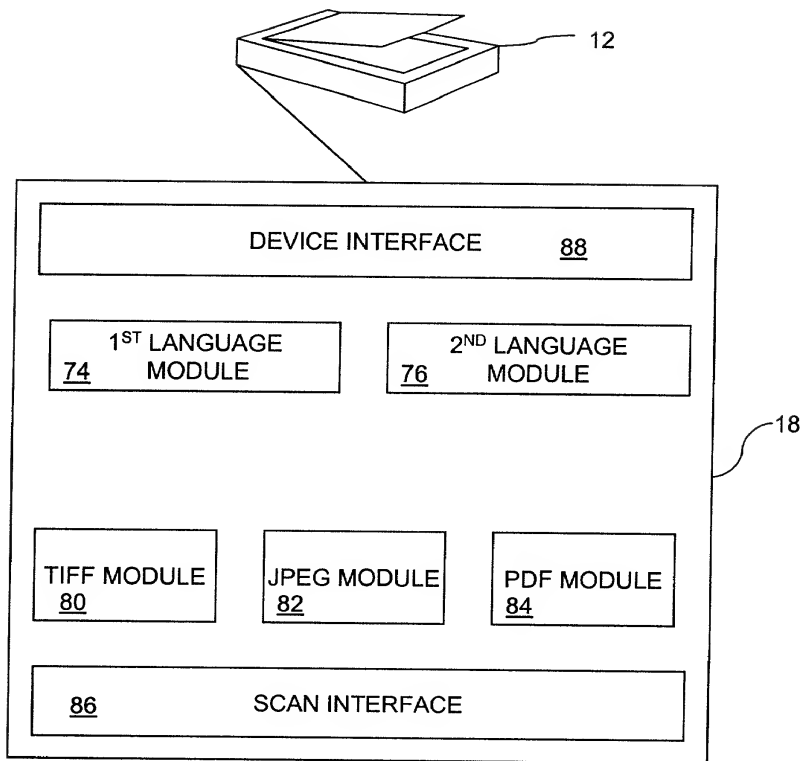 12
DEVICE INTERFACE 88
1ST LANGUAGE
74 MODULE
2ND LANGUAGE
76 MODULE
18
TIFF MODULE
80
JPEG MODULE
82
PDF MODULE
84
86 SCAN INTERFACE